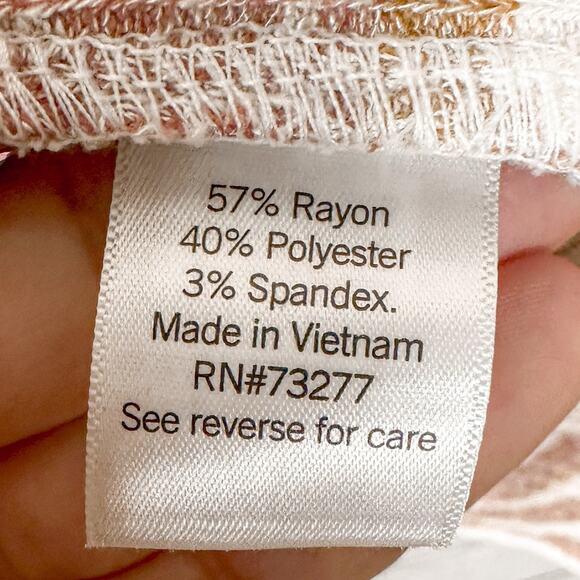 57% Rayon
40% Polyester
3% Spandex.
Made in Vietnam
RN#73277
See reverse for care